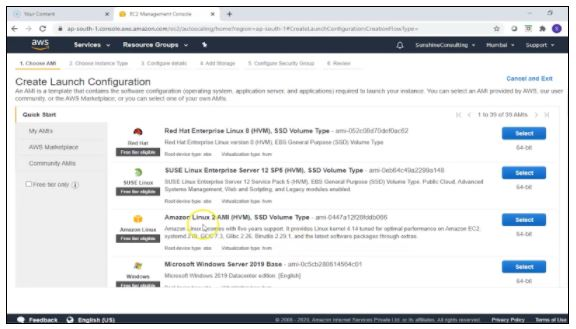 Your Content
EC2 Management Console
ap-south-1.console.aws.amazon.com/ec2/autoscaling/home?region=ap-south-1#CreateLaunchConfiguration:
aws Services Resource Groups SunshineConsulting Mumbai Support
1. Choose AMI 2. Choose Instance Type 3. Configure details 4. Add Storage 5. Configure Security Group 6. Review
Create Launch Configuration
Cancel and Exit
An AMI is a template that contains the software configuration (operating system, application server, and applications) required to launch your instance. You can select an AMI provided by AWS, our user
community, or the AWS Marketplace; or you can select one of your own AMIs.
Quick Start
1 to 39 of 39 AMIs
My AMIs
AWS Marketplace
Community AMIs
Free tier only
Red Hat
Free tier eligible
Red Hat Enterprise Linux 8 (HVM), SSD Volume Type - ami-052c08d70def0ac62
Red Hat Enterprise Linux version 8 (HVM), EBS General Purpose (SSD) Volume Type
Root device type: ebs Virtualization type: hvm
Select
64-bit
SUSE Linux
Free tier eligible
SUSE Linux Enterprise Server 12 SP5 (HVM), SSD Volume Type
SUSE Linux Enterprise Server 12 Service Pack 5 (HVM), EBS General Purpose (SSD) Volume Type. Public Cloud, Advanced
Systems Management, Web and Scripting, and Legacy modules enabled.
Root device type: ebs Virtualization type: hvm
Select
64-bit
Amazon Linux
Free tier eligible
Amazon Linux 2 AMI (HVM), SSD Volume Type
Amazon Linux 2 comes with five years support. It provides Linux kernel 4.14 tuned for optimal performance on Amazon EC2,
systemd 219, GCC 7.3, Glibc 2.26, Binutils 2.29.1, and the latest software packages through extras.
Root device type: ebs Virtualization type: hvm
Select
64-bit
Windows
Free tier eligible
Microsoft Windows Server 2019 Base - ami-0c5cb280614564c01
Microsoft Windows 2019 Datacenter edition. [English]
Root device type: ebs Virtualization type: hvm
Select
64-bit
Feedback English (US) © 2008 - 2020, Amazon Internet Services Private Ltd. or its affiliates. All rights reserved. Privacy Policy Terms of Use